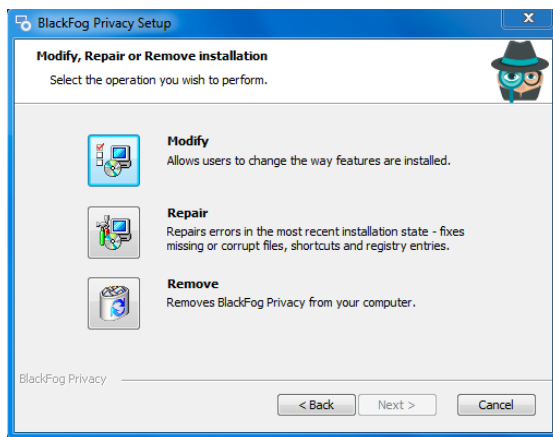 BlackFog Privacy Setup
Modify, Repair or Remove installation
Select the operation you wish to perform.
Modify
Allows users to change the way features are installed.
Repair
Repairs errors in the most recent installation state - fixes
missing or corrupt files, shortcuts and registry entries.
Remove
Removes BlackFog Privacy from your computer.
BlackFog Privacy
< Back
Next >
Cancel